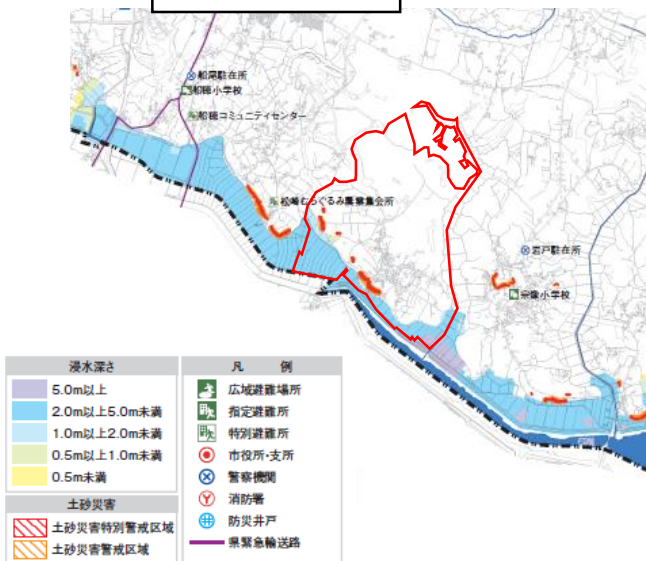 船尾駐在所
船穂小学校
船穂コミュニティセンター
松崎むらぐるみ農業集会所
岩戸駐在所
宗像小学校
浸水深さ
5.0m以上
2.0m以上5.0m未満
1.0m以上2.0m未満
0.5m以上1.0m未満
0.5m未満
土砂災害
土砂災害特別警戒区域
土砂災害警戒区域
凡 例
広域避難場所
指定避難所
特別避難所
市役所・支所
警察機関
消防署
防災井戸
県緊急輸送路